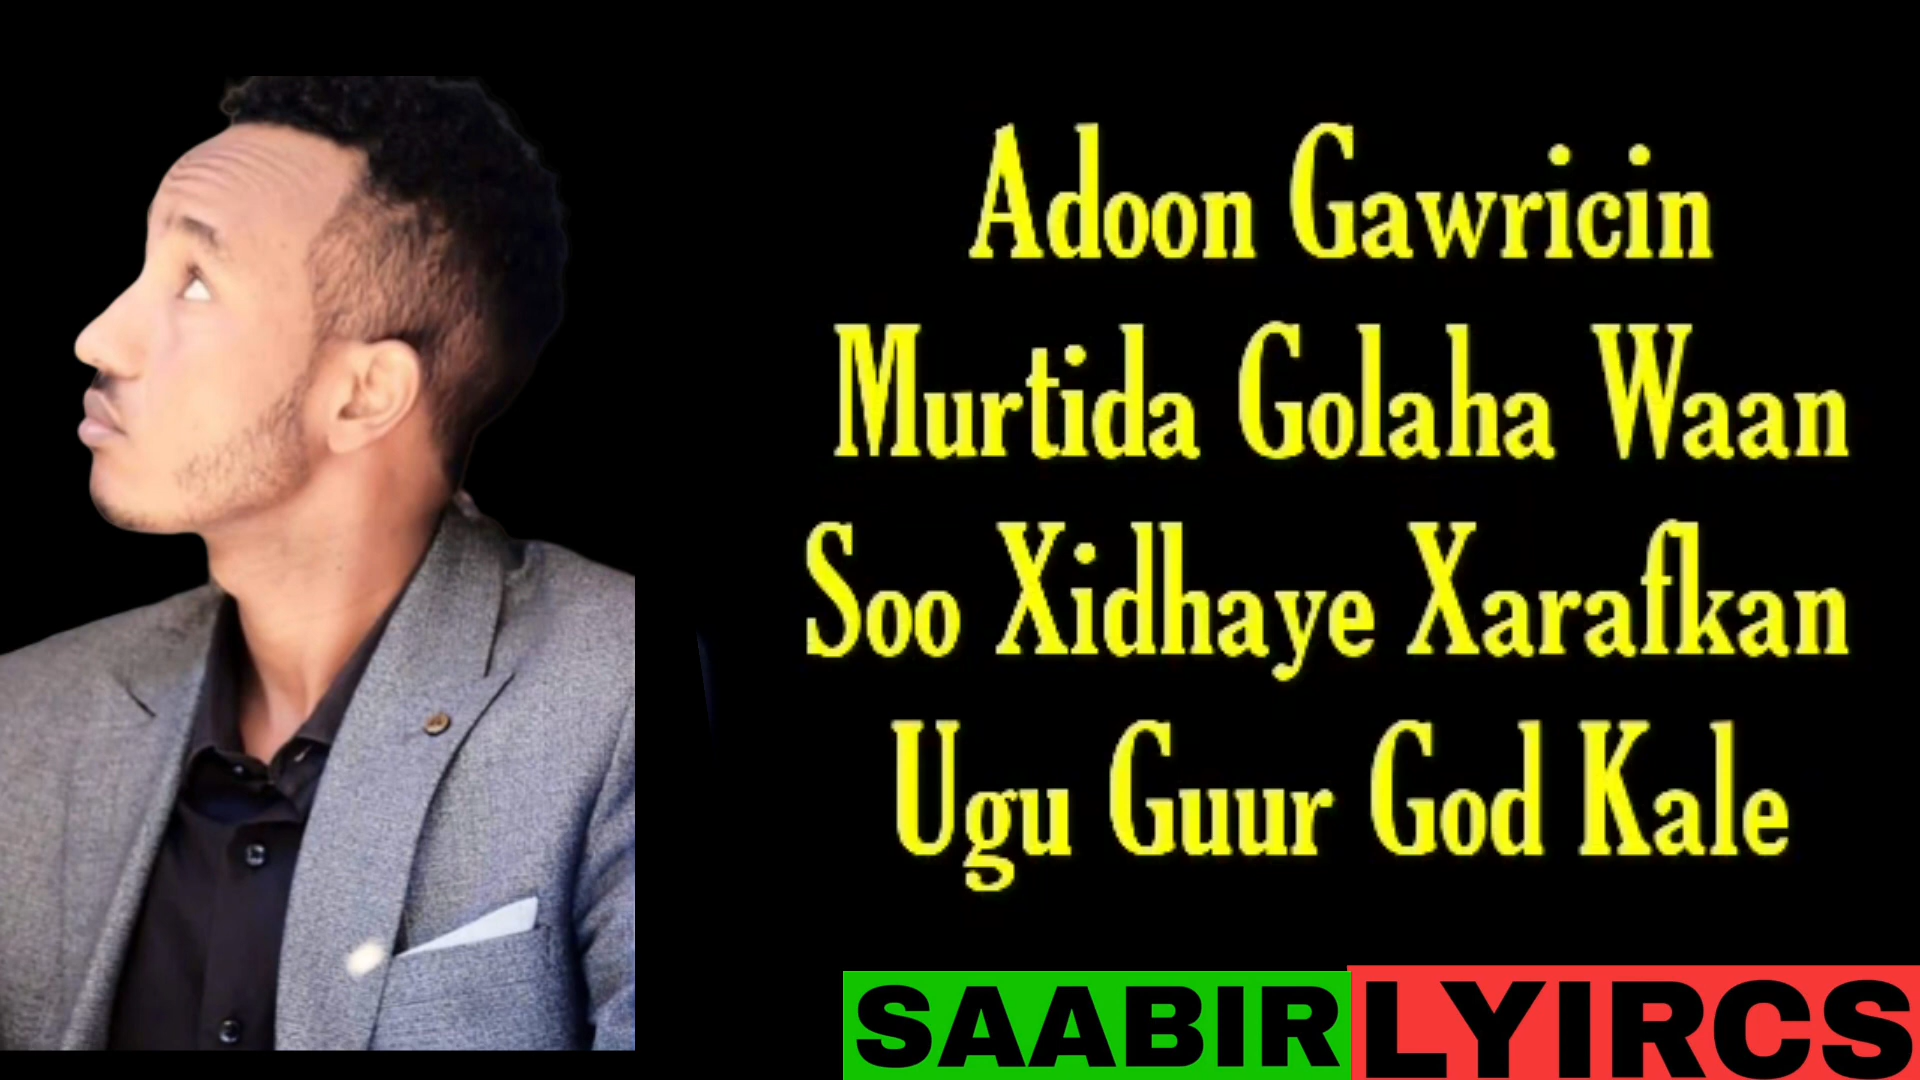 Adoon Gawricin
Murtida Golaha Waan
Soo Xidhaye Xarafkan
Ugu Guur God Kale
SAABIR LYIRCS